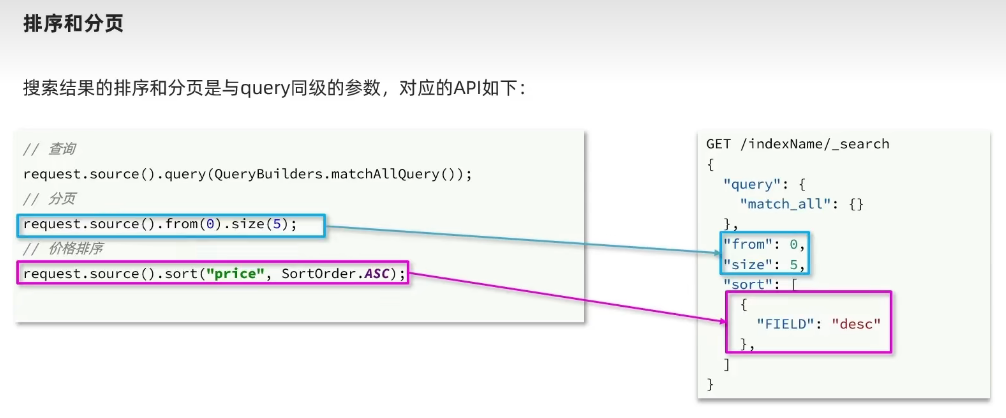 排序和分页
搜索结果的排序和分页是与query同级的参数，对应的API如下：
// 查询
request.source().query(QueryBuilders.matchAllQuery());
// 分页
request.source().from(0).size(5);
// 价格排序
request.source().sort("price", SortOrder.ASC);
GET /indexName/_search
{
"query": {
"match_all": {}
},
"from": 0,
"size": 5,
"sort": [
{
"FIELD": "desc"
},
]
}